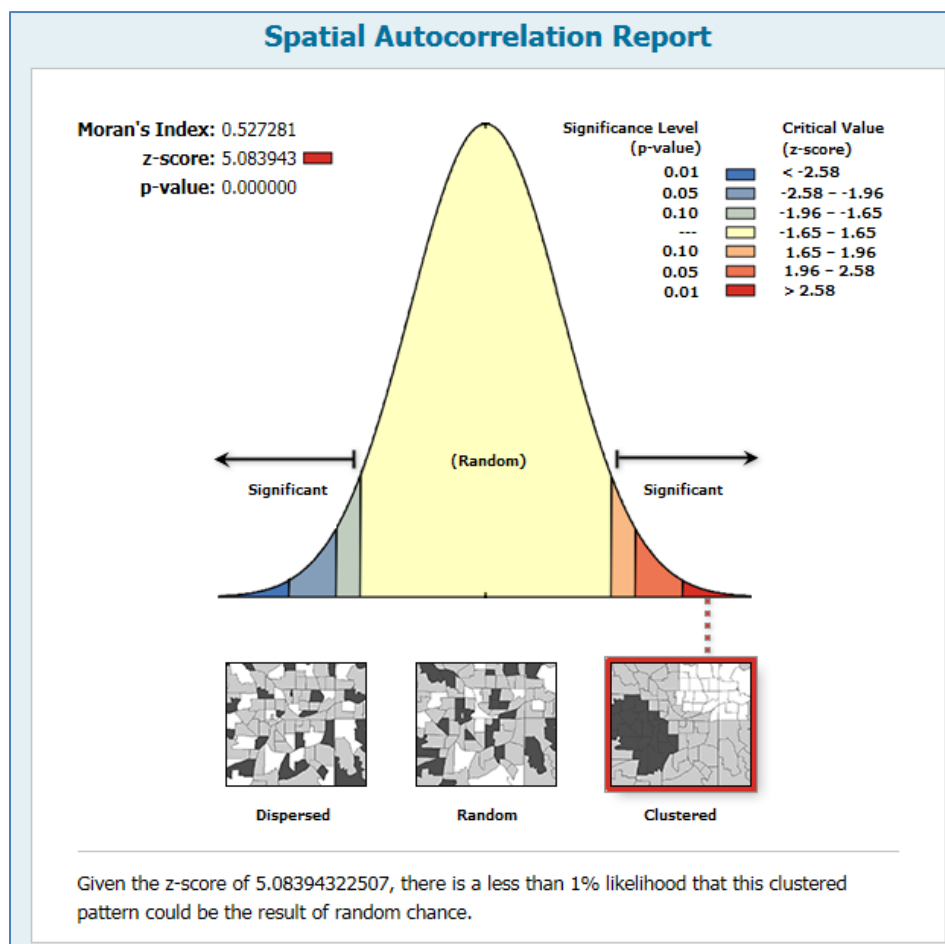 Spatial Autocorrelation Report
Moran's Index: 0.527281
z-score: 5.083943
p-value: 0.000000
Significance Level Critical Value
(p-value) (z-score)
0.01 < -2.58
0.05 -2.58 – -1.96
0.10 -1.96 – -1.65
--- -1.65 – 1.65
0.10 1.65 – 1.96
0.05 1.96 – 2.58
0.01 > 2.58
(Random)
Significant Significant
Dispersed Random Clustered
Given the z-score of 5.08394322507, there is a less than 1% likelihood that this clustered
pattern could be the result of random chance.